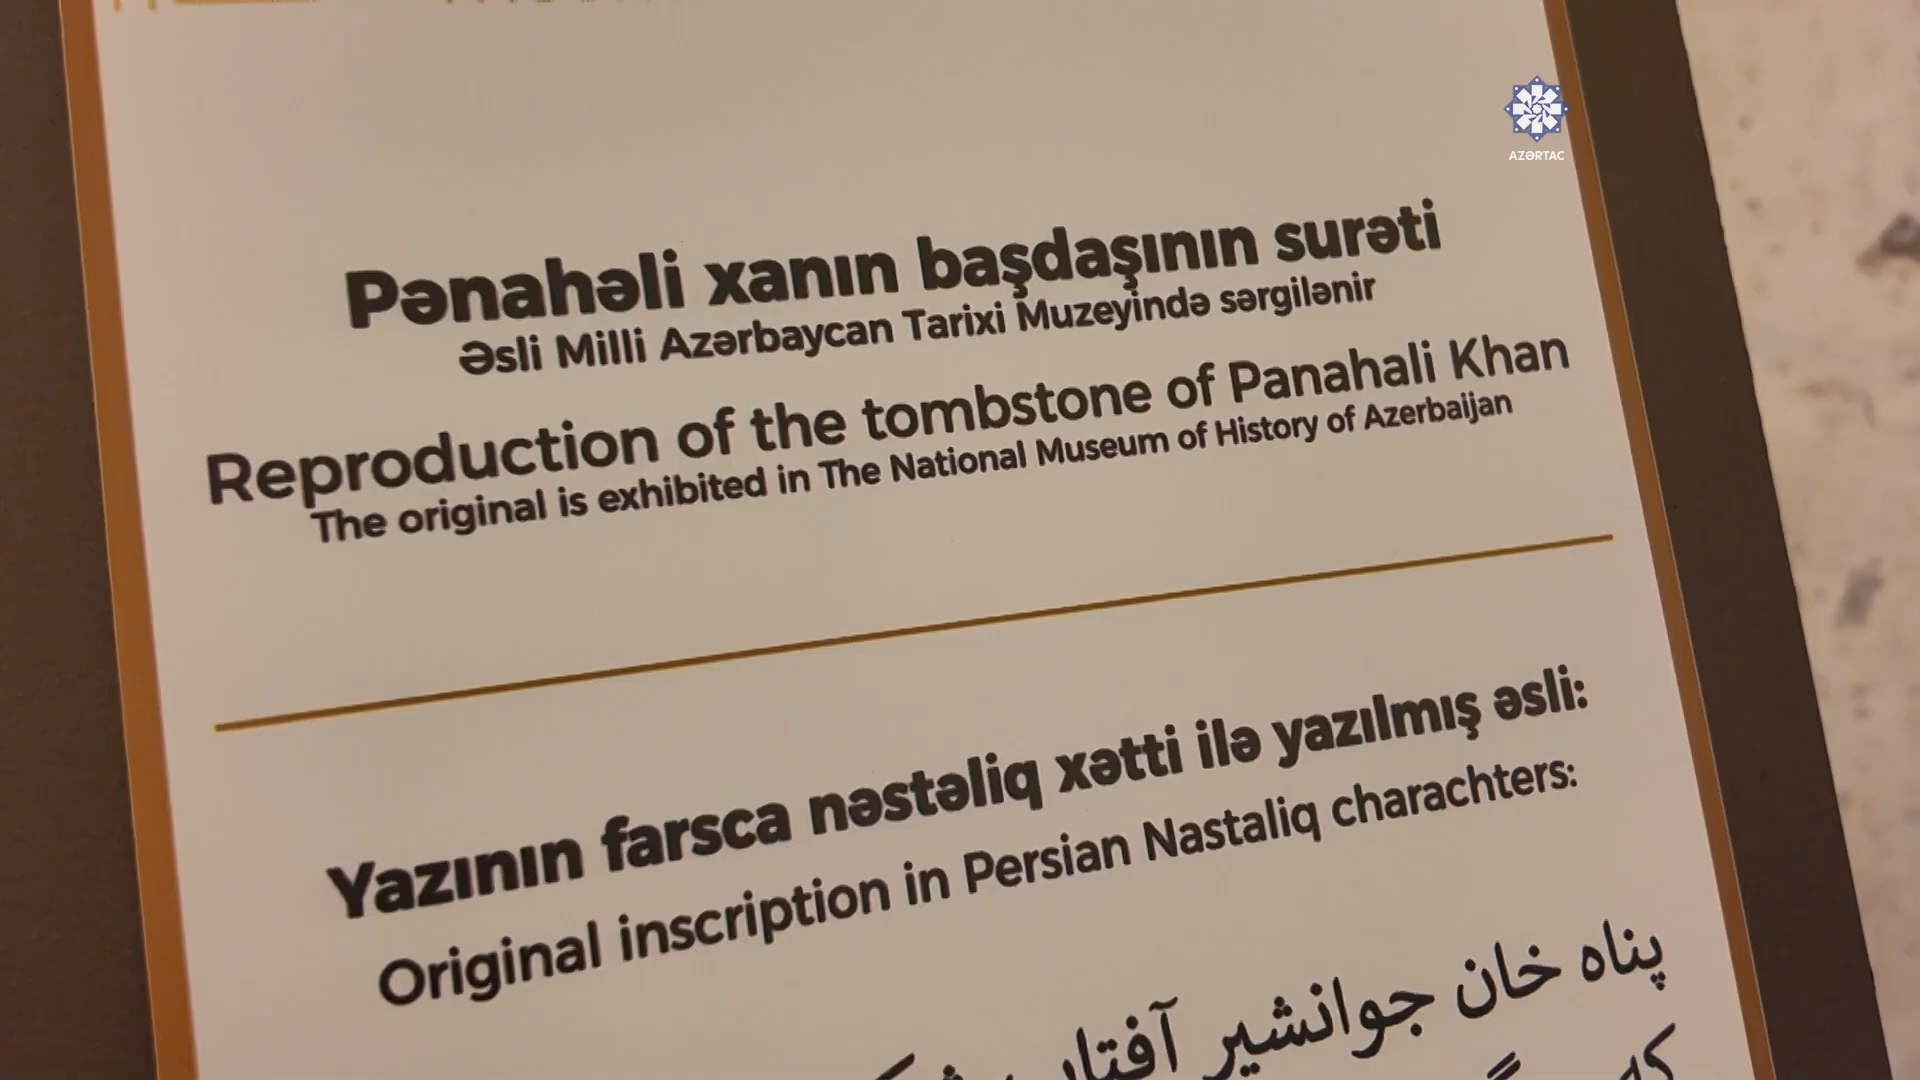 AZƏRTAC
Pənahəli xanın başdaşının surəti
Əsli Milli Azərbaycan Tarixi Muzeyində sərgilənir
Reproduction of the tombstone of Panahali Khan
The original is exhibited in The National Museum of History of Azerbaijan
Yazının farsca nəstəliq xətti ilə yazılmış əsli:
Original inscription in Persian Nastaliq charachters:
پناه خان جوانشیر
که